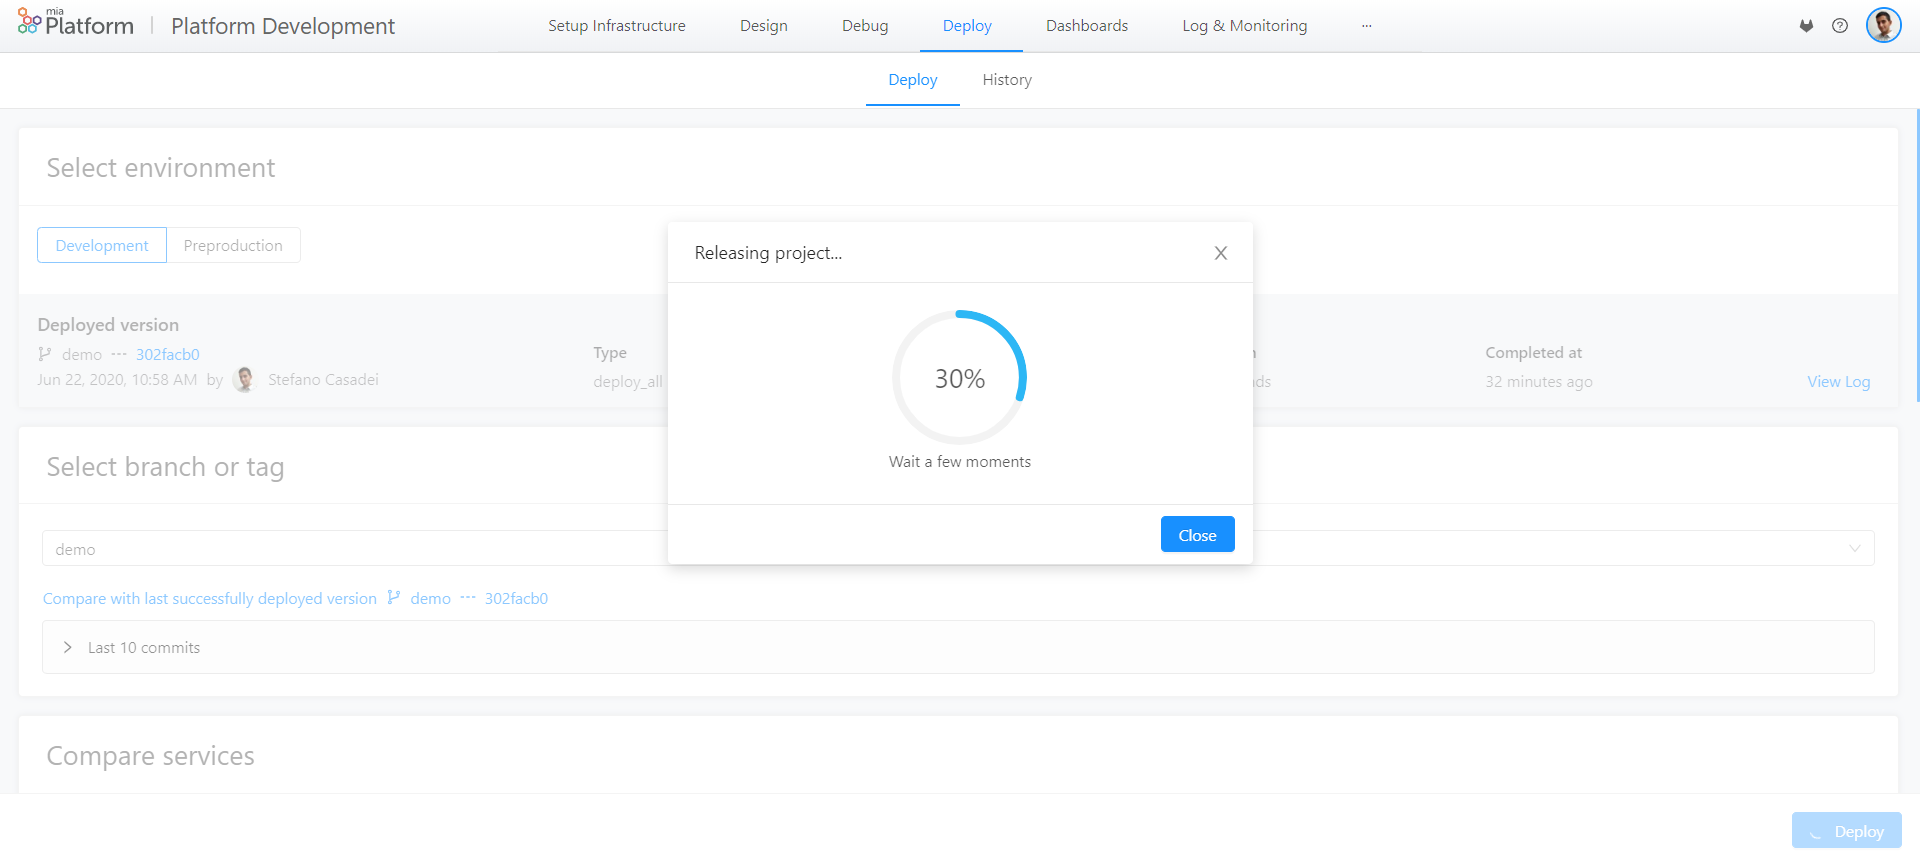 mia
Platform
Platform Development
Setup Infrastructure
Design
Debug
Deploy
Dashboards
Log & Monitoring
...
Deploy
History
Select environment
Development
Preproduction
Releasing project...
X
30%
Wait a few moments
Close
Deployed version
demo --- 302facb0
Jun 22, 2020, 10:58 AM by Stefano Casadei
Type
deploy_all
Completed at
32 minutes ago
View Log
Select branch or tag
demo
Compare with last successfully deployed version demo --- 302facb0
Last 10 commits
Compare services
Deploy